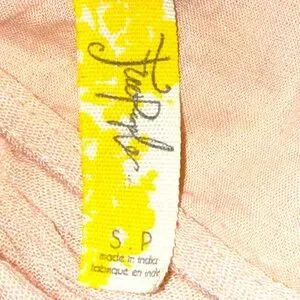 Free People
S.P
made in india
fabriqué en inde